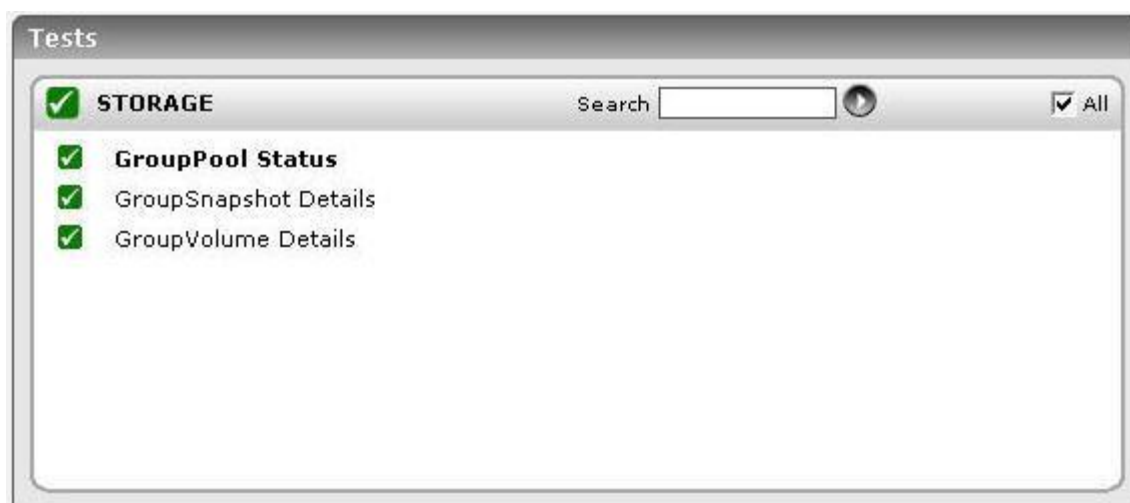 Tests
STORAGE Search All
GroupPool Status
GroupSnapshot Details
GroupVolume Details